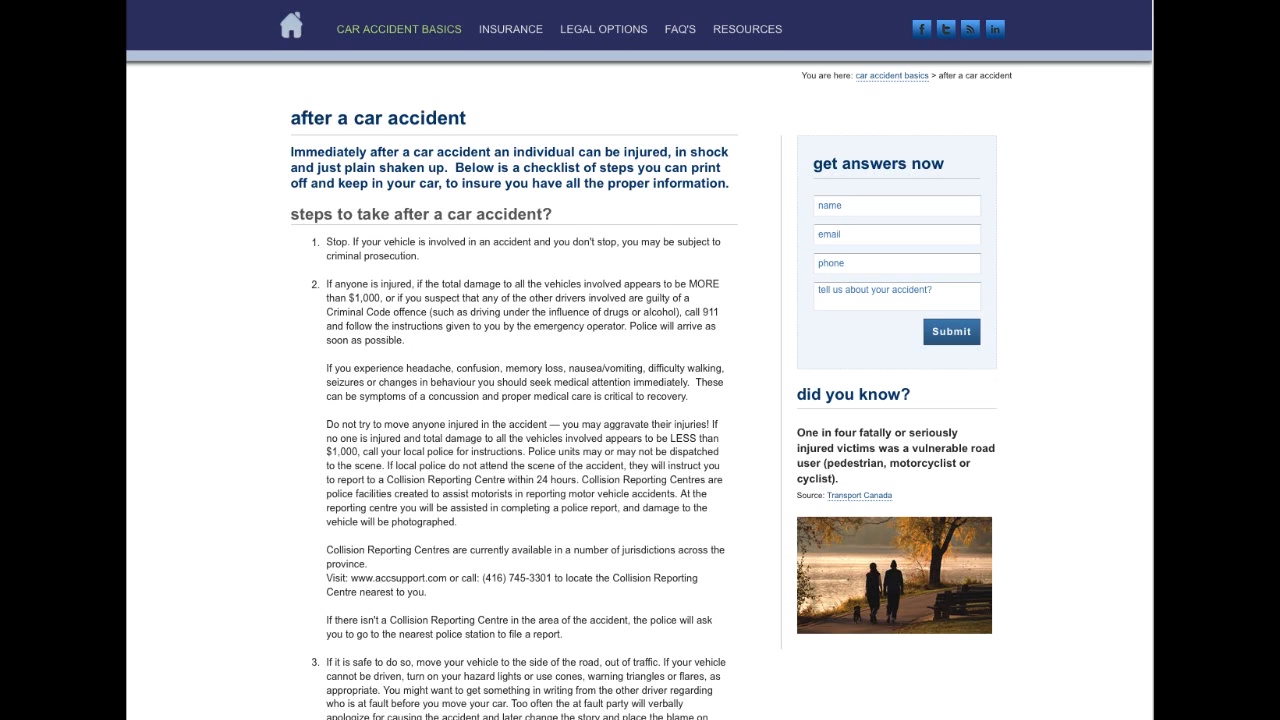 CAR ACCIDENT BASICS INSURANCE LEGAL OPTIONS FAQ'S RESOURCES
You are here: car accident basics > after a car accident
after a car accident
Immediately after a car accident an individual can be injured, in shock
and just plain shaken up. Below is a checklist of steps you can print
off and keep in your car, to insure you have all the proper information.
steps to take after a car accident?
1. Stop. If your vehicle is involved in an accident and you don't stop, you may be subject to
criminal prosecution.
2. If anyone is injured, if the total damage to all the vehicles involved appears to be MORE
than $1,000, or if you suspect that any of the other drivers involved are guilty of a
Criminal Code offence (such as driving under the influence of drugs or alcohol), call 911
and follow the instructions given to you by the emergency operator. Police will arrive as
soon as possible.
If you experience headache, confusion, memory loss, nausea/vomiting, difficulty walking,
seizures or changes in behaviour you should seek medical attention immediately. These
can be symptoms of a concussion and proper medical care is critical to recovery.
Do not try to move anyone injured in the accident — you may aggravate their injuries! If
no one is injured and total damage to all the vehicles involved appears to be LESS than
$1,000, call your local police for instructions. Police units may or may not be dispatched
to the scene. If local police do not attend the scene of the accident, they will instruct you
to report to a Collision Reporting Centre within 24 hours. Collision Reporting Centres are
police facilities created to assist motorists in reporting motor vehicle accidents. At the
reporting centre you will be assisted in completing a police report, and damage to the
vehicle will be photographed.
Collision Reporting Centres are currently available in a number of jurisdictions across the
province.
Visit: www.accsupport.com or call: (416) 745-3301 to locate the Collision Reporting
Centre nearest to you.
If there isn't a Collision Reporting Centre in the area of the accident, the police will ask
you to go to the nearest police station to file a report.
3. If it is safe to do so, move your vehicle to the side of the road, out of traffic. If your vehicle
cannot be driven, turn on your hazard lights or use cones, warning triangles or flares, as
appropriate. You might want to get something in writing from the other driver regarding
who is at fault before you move your car. Too often the at fault party will verbally
apologize for causing the accident and later change the story and place the blame on
get answers now
name
email
phone
tell us about your accident?
Submit
did you know?
One in four fatally or seriously
injured victims was a vulnerable road
user (pedestrian, motorcyclist or
cyclist).
Source: Transport Canada